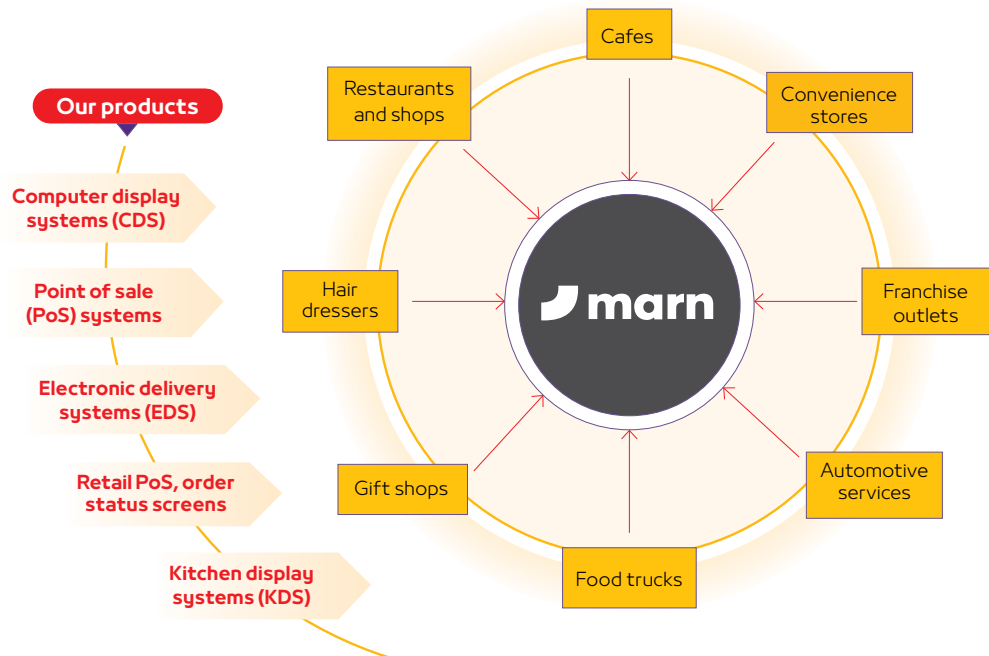 Our products
Computer display
systems (CDS)
Point of sale
(PoS) systems
Electronic delivery
systems (EDS)
Retail PoS, order
status screens
Kitchen display
systems (KDS)
Cafes
Restaurants
and shops
Convenience
stores
Hair
dressers
marn
Franchise
outlets
Gift shops
Automotive
services
Food trucks